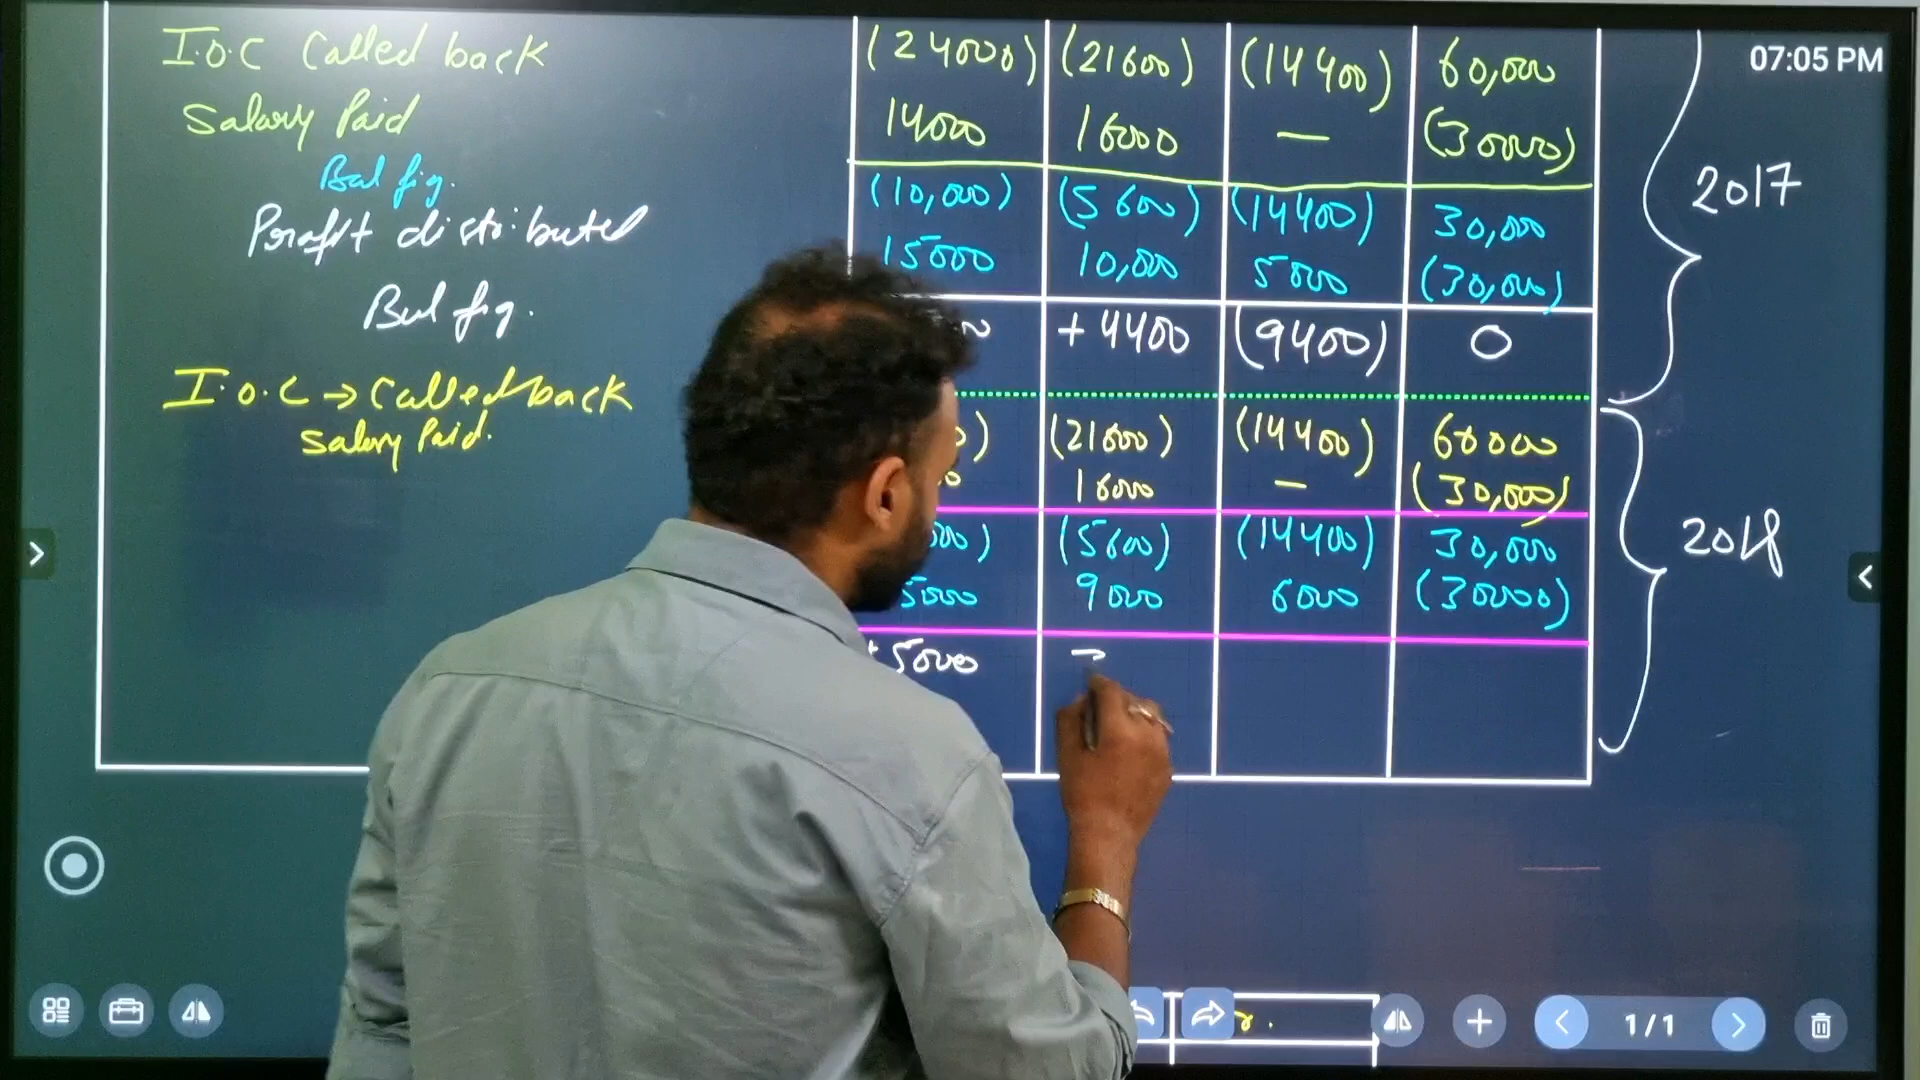 07:05 PM
I.O.C Called back (24000) (21600) (14400) 60,000
Salary Paid 14000 16000 — (30000)
Bal fig. (10,000) (5600) (14400) 30,000
Profit distributed 15000 10,000 5000 (30,000)
Bal fig. +4400 (9400) 0
2017
I.O.C → Called back (21600) (14400) 60000
Salary Paid. 16000 — (30,000)
(5600) (14400) 30,000
5000 9000 6000 (30000)
2018
+5000
1/1